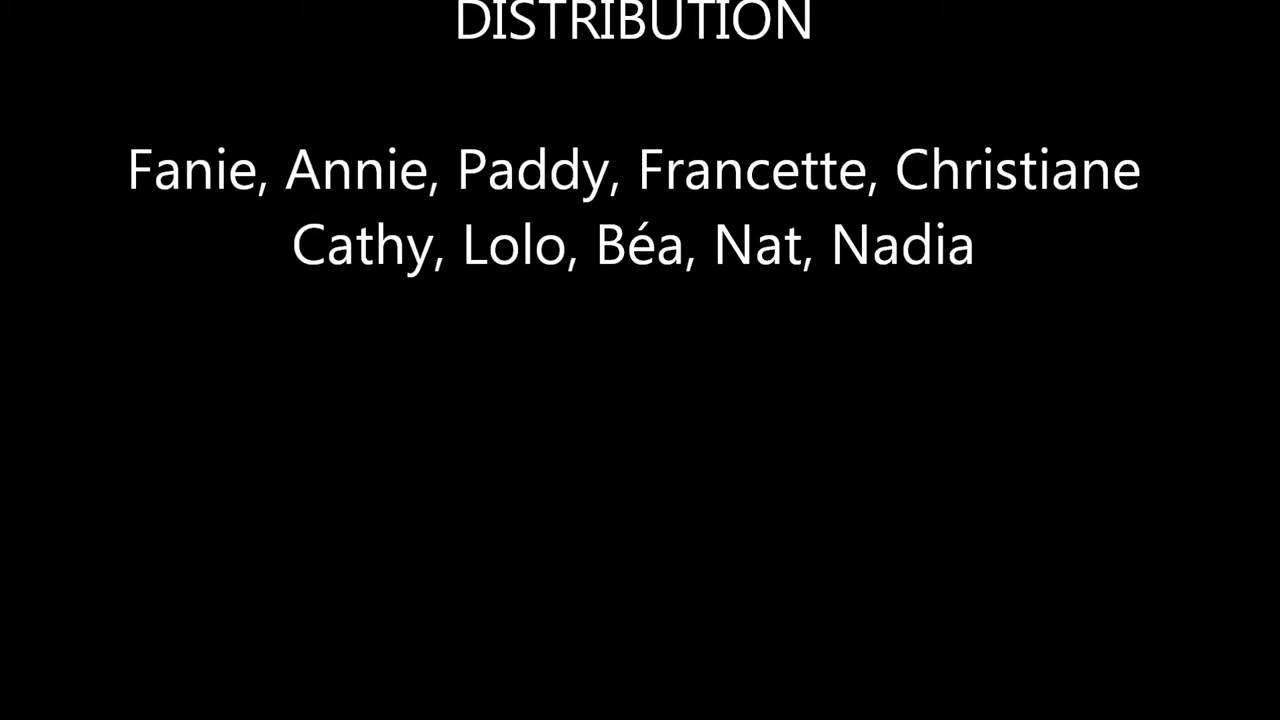 DISTRIBUTION
Fanie, Annie, Paddy, Francette, Christiane
Cathy, Lolo, Béa, Nat, Nadia